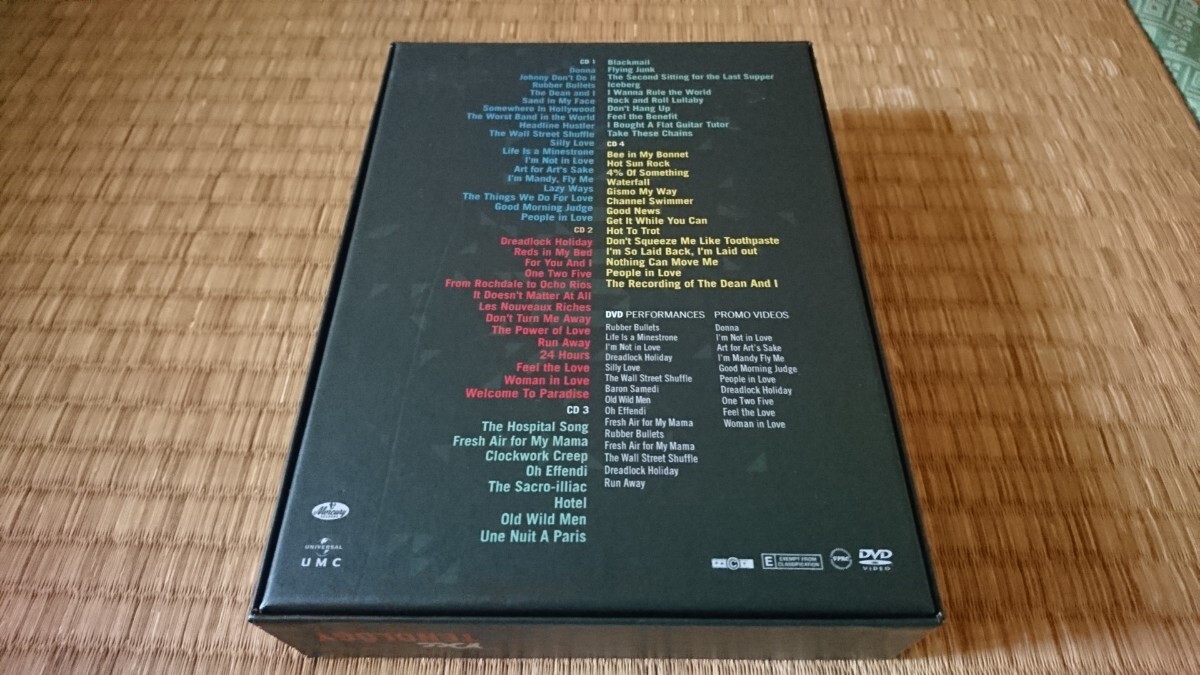 CD 1
Donna
Johnny Don't Do It
Rubber Bullets
The Dean and I
Sand in My Face
Somewhere In Hollywood
The Worst Band in the World
Headline Hustler
The Wall Street Shuffle
Silly Love
Life Is a Minestrone
I'm Not in Love
Art for Art's Sake
I'm Mandy, Fly Me
Lazy Ways
The Things We Do For Love
Good Morning Judge
People in Love
CD 2
Dreadlock Holiday
Reds in My Bed
For You And I
One Two Five
From Rochdale to Ocho Rios
It Doesn't Matter At All
Les Nouveaux Riches
Don't Turn Me Away
The Power of Love
Run Away
24 Hours
Feel the Love
Woman in Love
Welcome To Paradise
CD 3
The Hospital Song
Fresh Air for My Mama
Clockwork Creep
Oh Effendi
The Sacro-illiac
Hotel
Old Wild Men
Une Nuit A Paris
Blackmail
Flying Junk
The Second Sitting for the Last Supper
Iceberg
I Wanna Rule the World
Rock and Roll Lullaby
Don't Hang Up
Feel the Benefit
I Bought A Flat Guitar Tutor
Take These Chains
CD 4
Bee in My Bonnet
Hot Sun Rock
4% Of Something
Waterfall
Gismo My Way
Channel Swimmer
Good News
Get It While You Can
Hot To Trot
Don't Squeeze Me Like Toothpaste
I'm So Laid Back, I'm Laid out
Nothing Can Move Me
People in Love
The Recording of The Dean And I
DVD PERFORMANCES
Rubber Bullets
Life Is a Minestrone
I'm Not in Love
Dreadlock Holiday
Silly Love
The Wall Street Shuffle
Baron Samedi
Old Wild Men
Oh Effendi
Fresh Air for My Mama
Rubber Bullets
Fresh Air for My Mama
The Wall Street Shuffle
Dreadlock Holiday
Run Away
PROMO VIDEOS
Donna
I'm Not in Love
Art for Art's Sake
I'm Mandy Fly Me
Good Morning Judge
People in Love
Dreadlock Holiday
One Two Five
Feel the Love
Woman in Love
Mercury
UNIVERSAL
UMC
E EXEMPT FROM
CLASSIFICATION
DVD
VIDEO
TENOLOGY